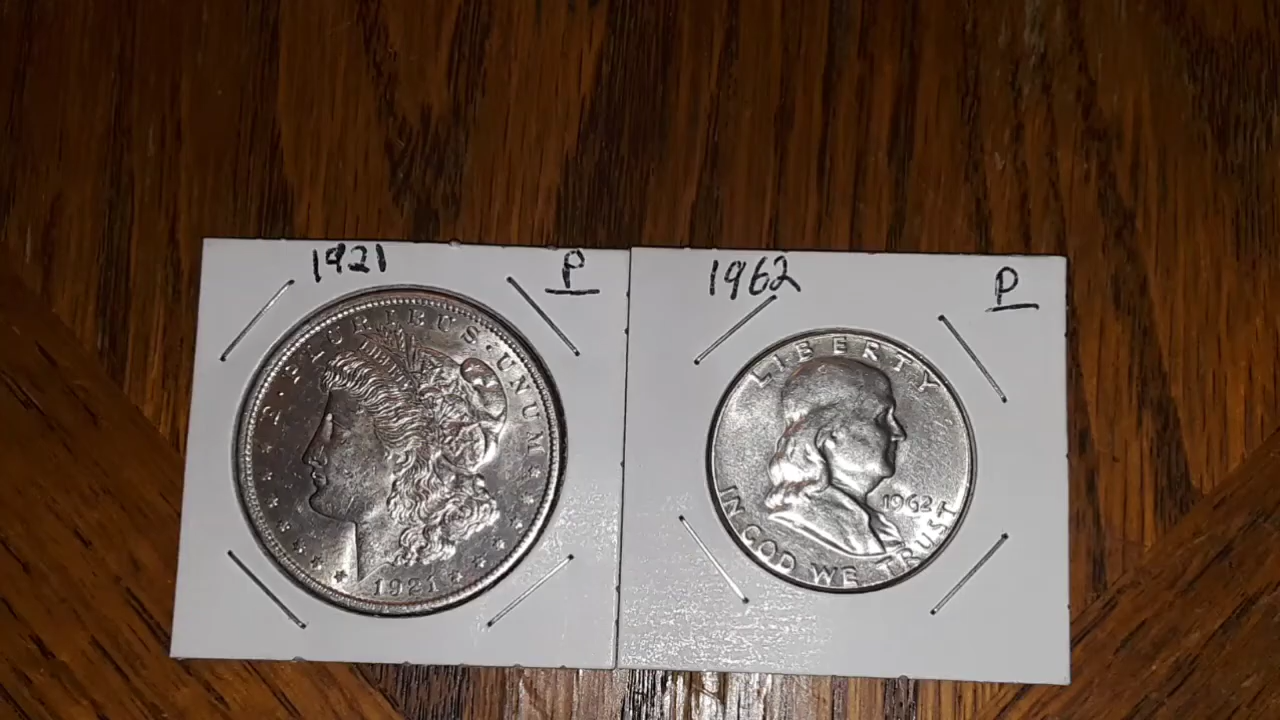 1921 P
E·PLURIBUS·UNUM
1921
1962 P
LIBERTY
1962
IN GOD WE TRUST